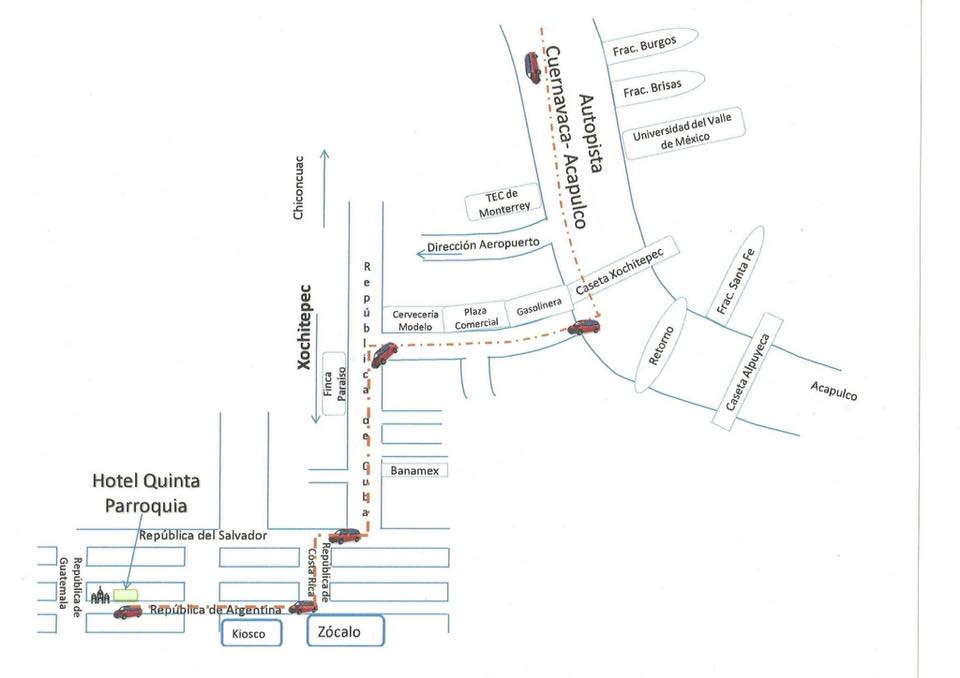 Frac. Burgos
Frac. Brisas
Universidad del Valle
de México
Autopista
Cuernavaca- Acapulco
TEC de
Monterrey
Dirección Aeropuerto
Chiconcuac
Xochitepec
República de Cuba
Cervecería
Modelo
Plaza
Comercial
Gasolinera
Caseta Xochitepec
Frac. Santa Fe
Retorno
Caseta Alpuyeca
Acapulco
Finca
Paraíso
Banamex
Hotel Quinta
Parroquia
República del Salvador
República de
Guatemala
República de
Costa Rica
República de Argentina
Kiosco
Zócalo